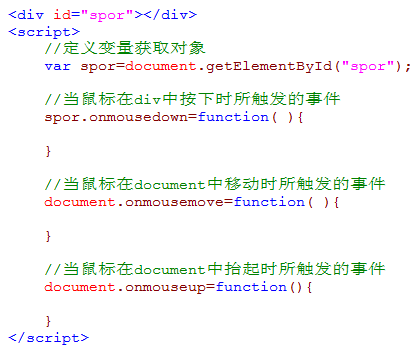 <div id="spor"></div>
<script>
    //定义变量获取对象
    var spor=document.getElementById("spor");
    //当鼠标在div中按下时所触发的事件
    spor.onmousedown=function( ){
    }
    //当鼠标在document中移动时所触发的事件
    document.onmousemove=function( ){
    }
    //当鼠标在document中抬起时所触发的事件
    document.onmouseup=function(){
    }
</script>